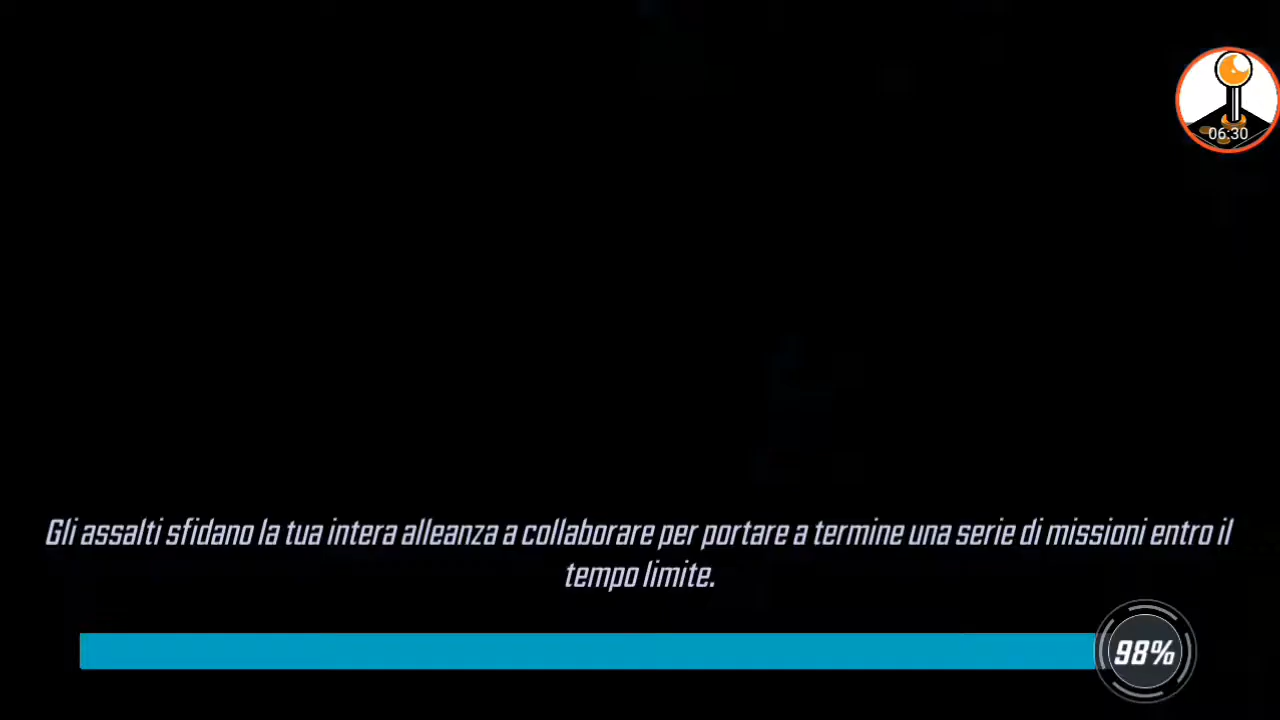 06:30
Gli assalti sfidano la tua intera alleanza a collaborare per portare a termine una serie di missioni entro il
tempo limite.
98%